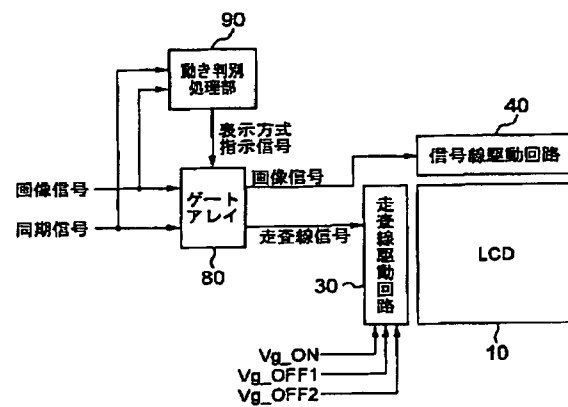 90
動き判別
処理部
40
表示方式
指示信号
信号線駆動回路
画像信号
画像信号
ゲート
アレイ
同期信号
走査線信号
走査線駆動回路
LCD
80
30
10
Vg_ON
Vg_OFF1
Vg_OFF2